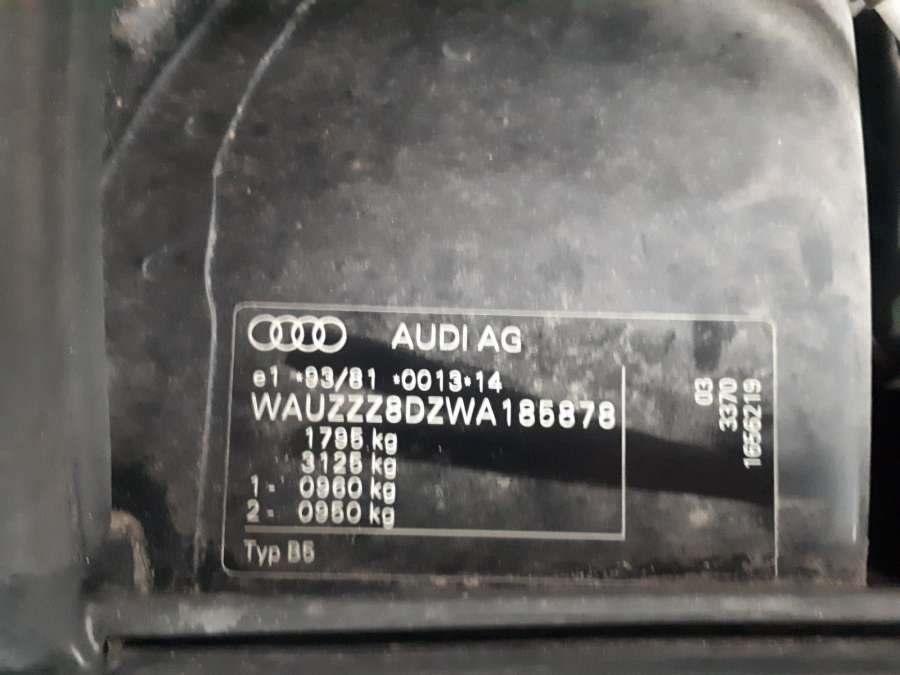 AUDI AG
e1 *93/81 *0013*14
WAUZZZ8DZWA185878
1795 kg
3125 kg
1- 0960 kg
2- 0950 kg
Typ B5
03
3370
1656219